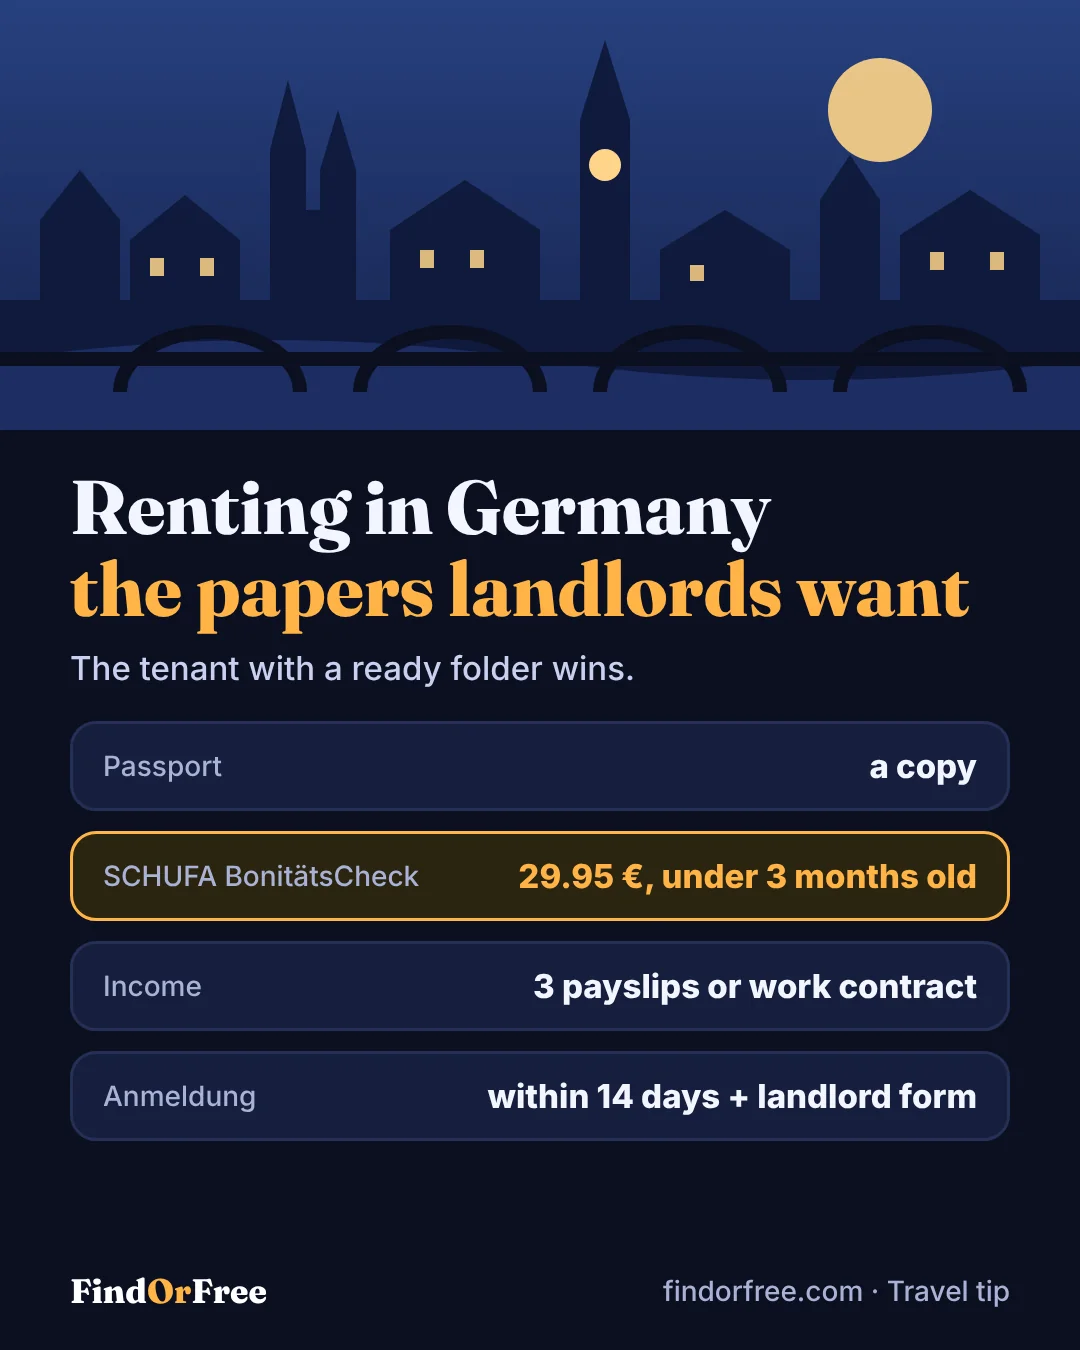 Renting in Germany
the papers landlords want
The tenant with a ready folder wins.
Passport a copy
SCHUFA BonitätsCheck 29.95 €, under 3 months old
Income 3 payslips or work contract
Anmeldung within 14 days + landlord form
FindOrFree findorfree.com · Travel tip